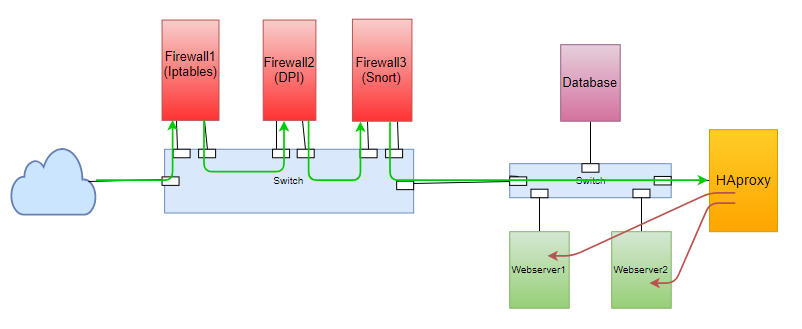 Firewall1
(Iptables)
Firewall2
(DPI)
Firewall3
(Snort)
Database
Switch
Switch
HAproxy
Webserver1
Webserver2